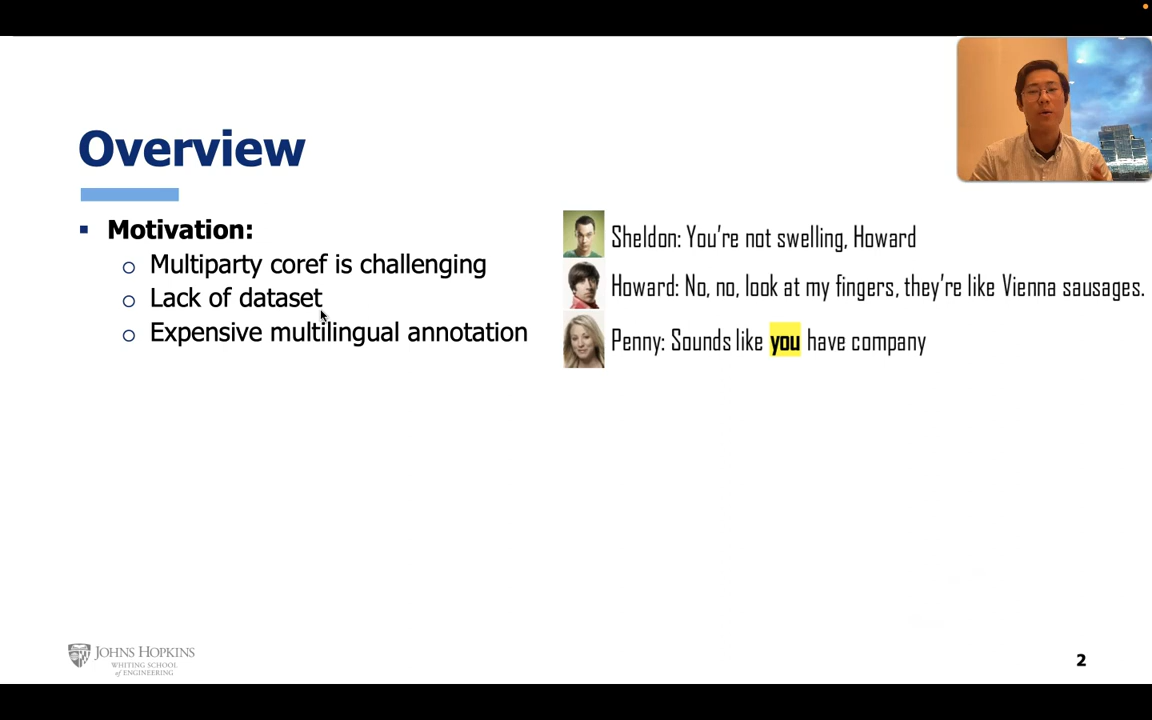 Overview
Motivation:
Multiparty coref is challenging
Lack of dataset
Expensive multilingual annotation
Sheldon: You're not swelling, Howard
Howard: No, no, look at my fingers, they're like Vienna sausages.
Penny: Sounds like you have company
JOHNS HOPKINS
WHITING SCHOOL
of ENGINEERING
2